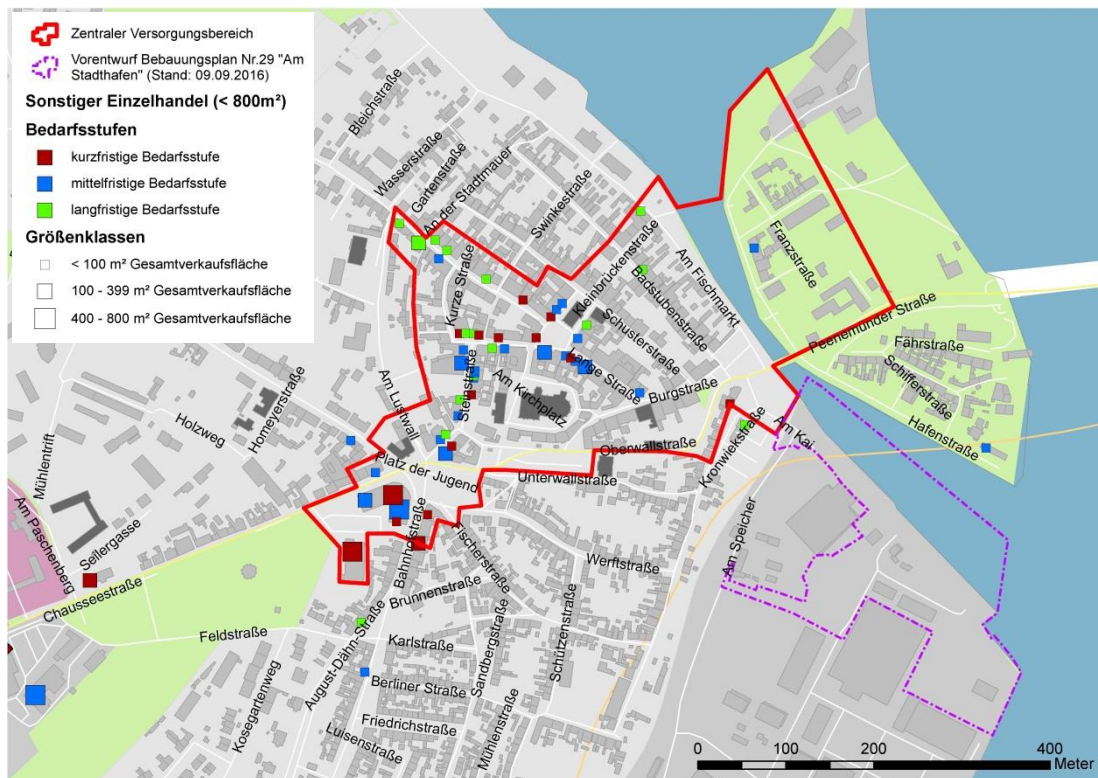 Zentraler Versorgungsbereich
Vorentwurf Bebauungsplan Nr.29 "Am
Stadthafen" (Stand: 09.09.2016)
Sonstiger Einzelhandel (< 800m²)
Bedarfsstufen
kurzfristige Bedarfsstufe
mittelfristige Bedarfsstufe
langfristige Bedarfsstufe
Größenklassen
< 100 m² Gesamtverkaufsfläche
100 - 399 m² Gesamtverkaufsfläche
400 - 800 m² Gesamtverkaufsfläche
Bleichstraße
Wasserstraße
Gartenstraße
An der Stadtmauer
Swinkestraße
Kleinbrückenstraße
Badstubenstraße
Am Fischmarkt
Franzstraße
Kurze Straße
Schusterstraße
Peenemünder Straße
Fährstraße
Schifferstraße
Hafenstraße
Lange Straße
Steinstraße
Am Kirchplatz
Burgstraße
Am Lustwall
Homeyerstraße
Holzweg
Mühlentrift
Am Paschenberg
Seilergasse
Chausseestraße
Platz der Jugend
Oberwallstraße
Unterwallstraße
Kronwiekstraße
Am Kai
Am Speicher
Bahnhofstraße
Fischerstraße
Werftstraße
Brunnenstraße
Feldstraße
August-Dähn-Straße
Karlstraße
Sandbergstraße
Schützenstraße
Berliner Straße
Kosegartenweg
Friedrichstraße
Luisenstraße
Mühlenstraße
0 100 200 400
Meter